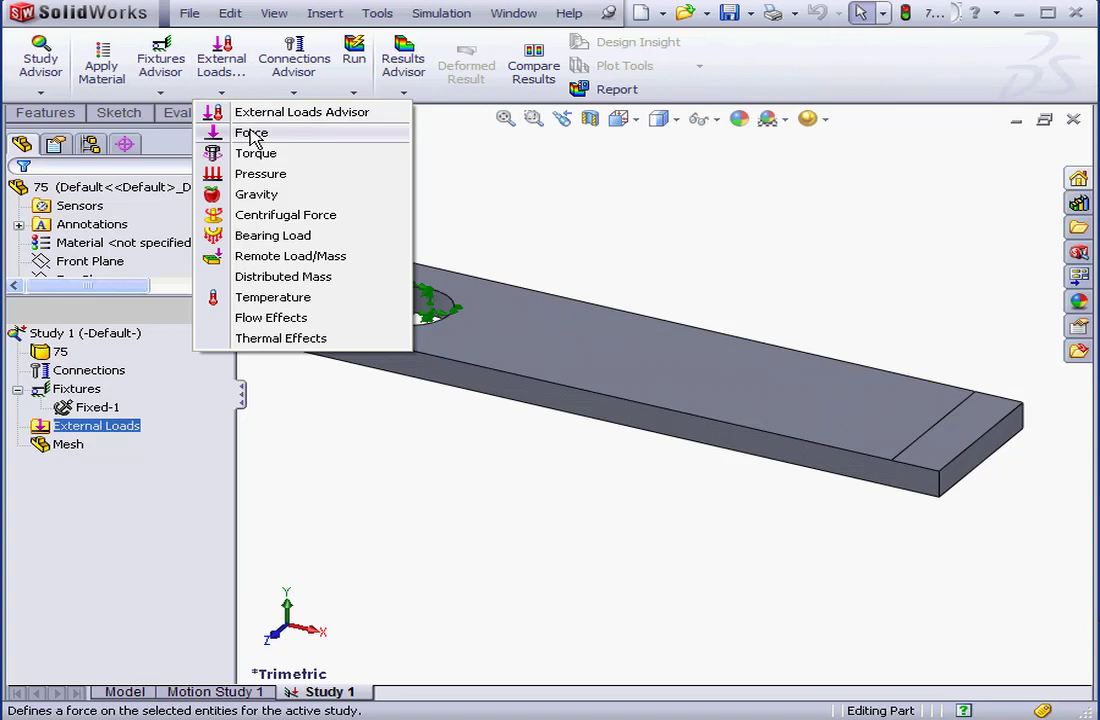 SolidWorks File Edit View Insert Tools Simulation Window Help 7... ?
Study Advisor
Apply Material
Fixtures Advisor
External Loads...
Connections Advisor
Run
Results Advisor
Deformed Result
Compare Results
Design Insight
Plot Tools
Report
Features Sketch Eval
External Loads Advisor
Force
Torque
Pressure
Gravity
Centrifugal Force
Bearing Load
Remote Load/Mass
Distributed Mass
Temperature
Flow Effects
Thermal Effects
75 (Default<<Default>_D
Sensors
Annotations
Material <not specified
Front Plane
Study 1 (-Default-)
75
Connections
Fixtures
Fixed-1
External Loads
Mesh
Y
X
Z
*Trimetric
Model Motion Study 1 Study 1
Defines a force on the selected entities for the active study. Editing Part ?